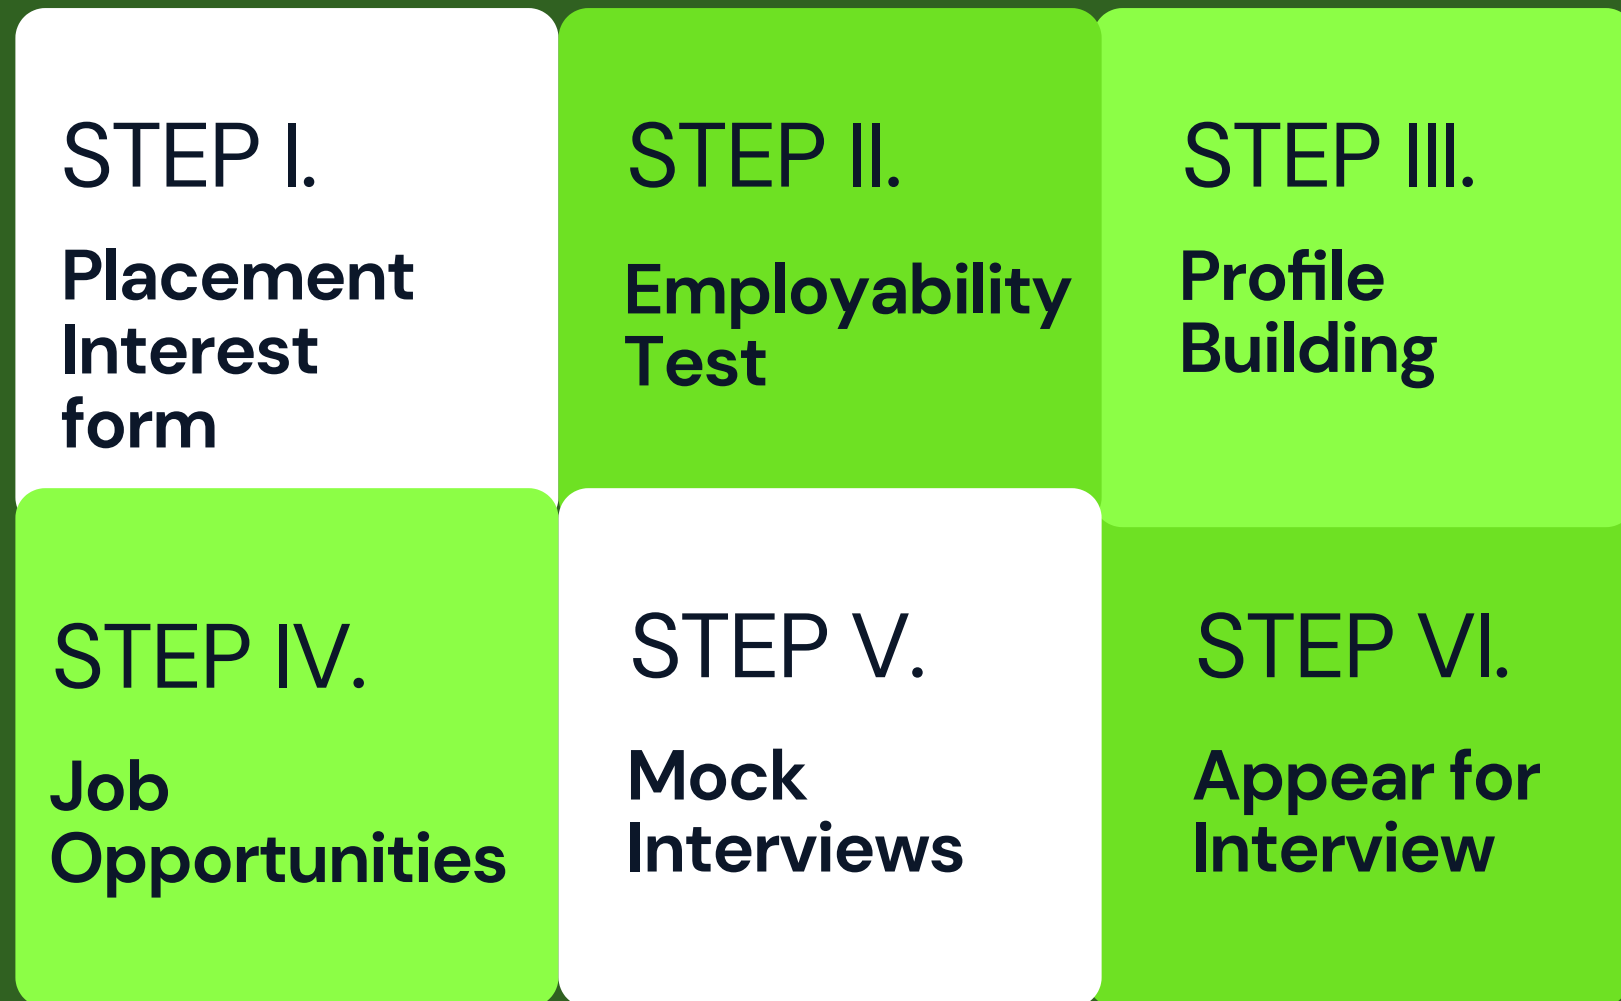 STEP I.
Placement
Interest
form
STEP II.
Employability
Test
STEP III.
Profile
Building
STEP IV.
Job
Opportunities
STEP V.
Mock
Interviews
STEP VI.
Appear for
Interview